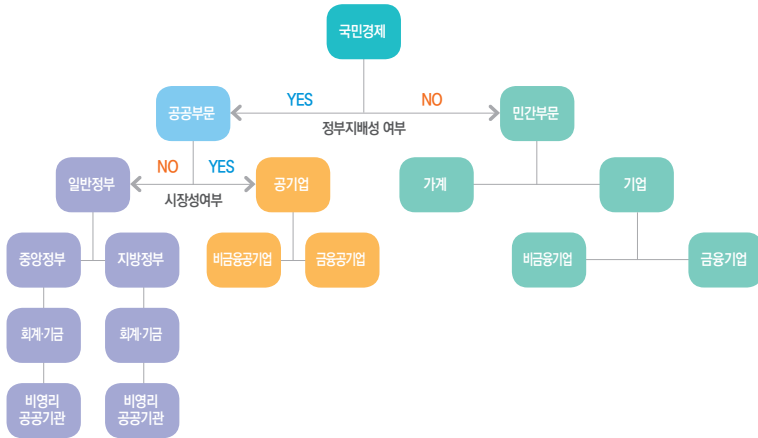 국민경제
YES
NO
공공부문
민간부문
정부지배성 여부
NO
YES
일반정부
공기업
가계
기업
시장성여부
중앙정부
지방정부
비금융공기업
금융공기업
비금융기업
금융기업
회계·기금
회계·기금
비영리
공공기관
비영리
공공기관